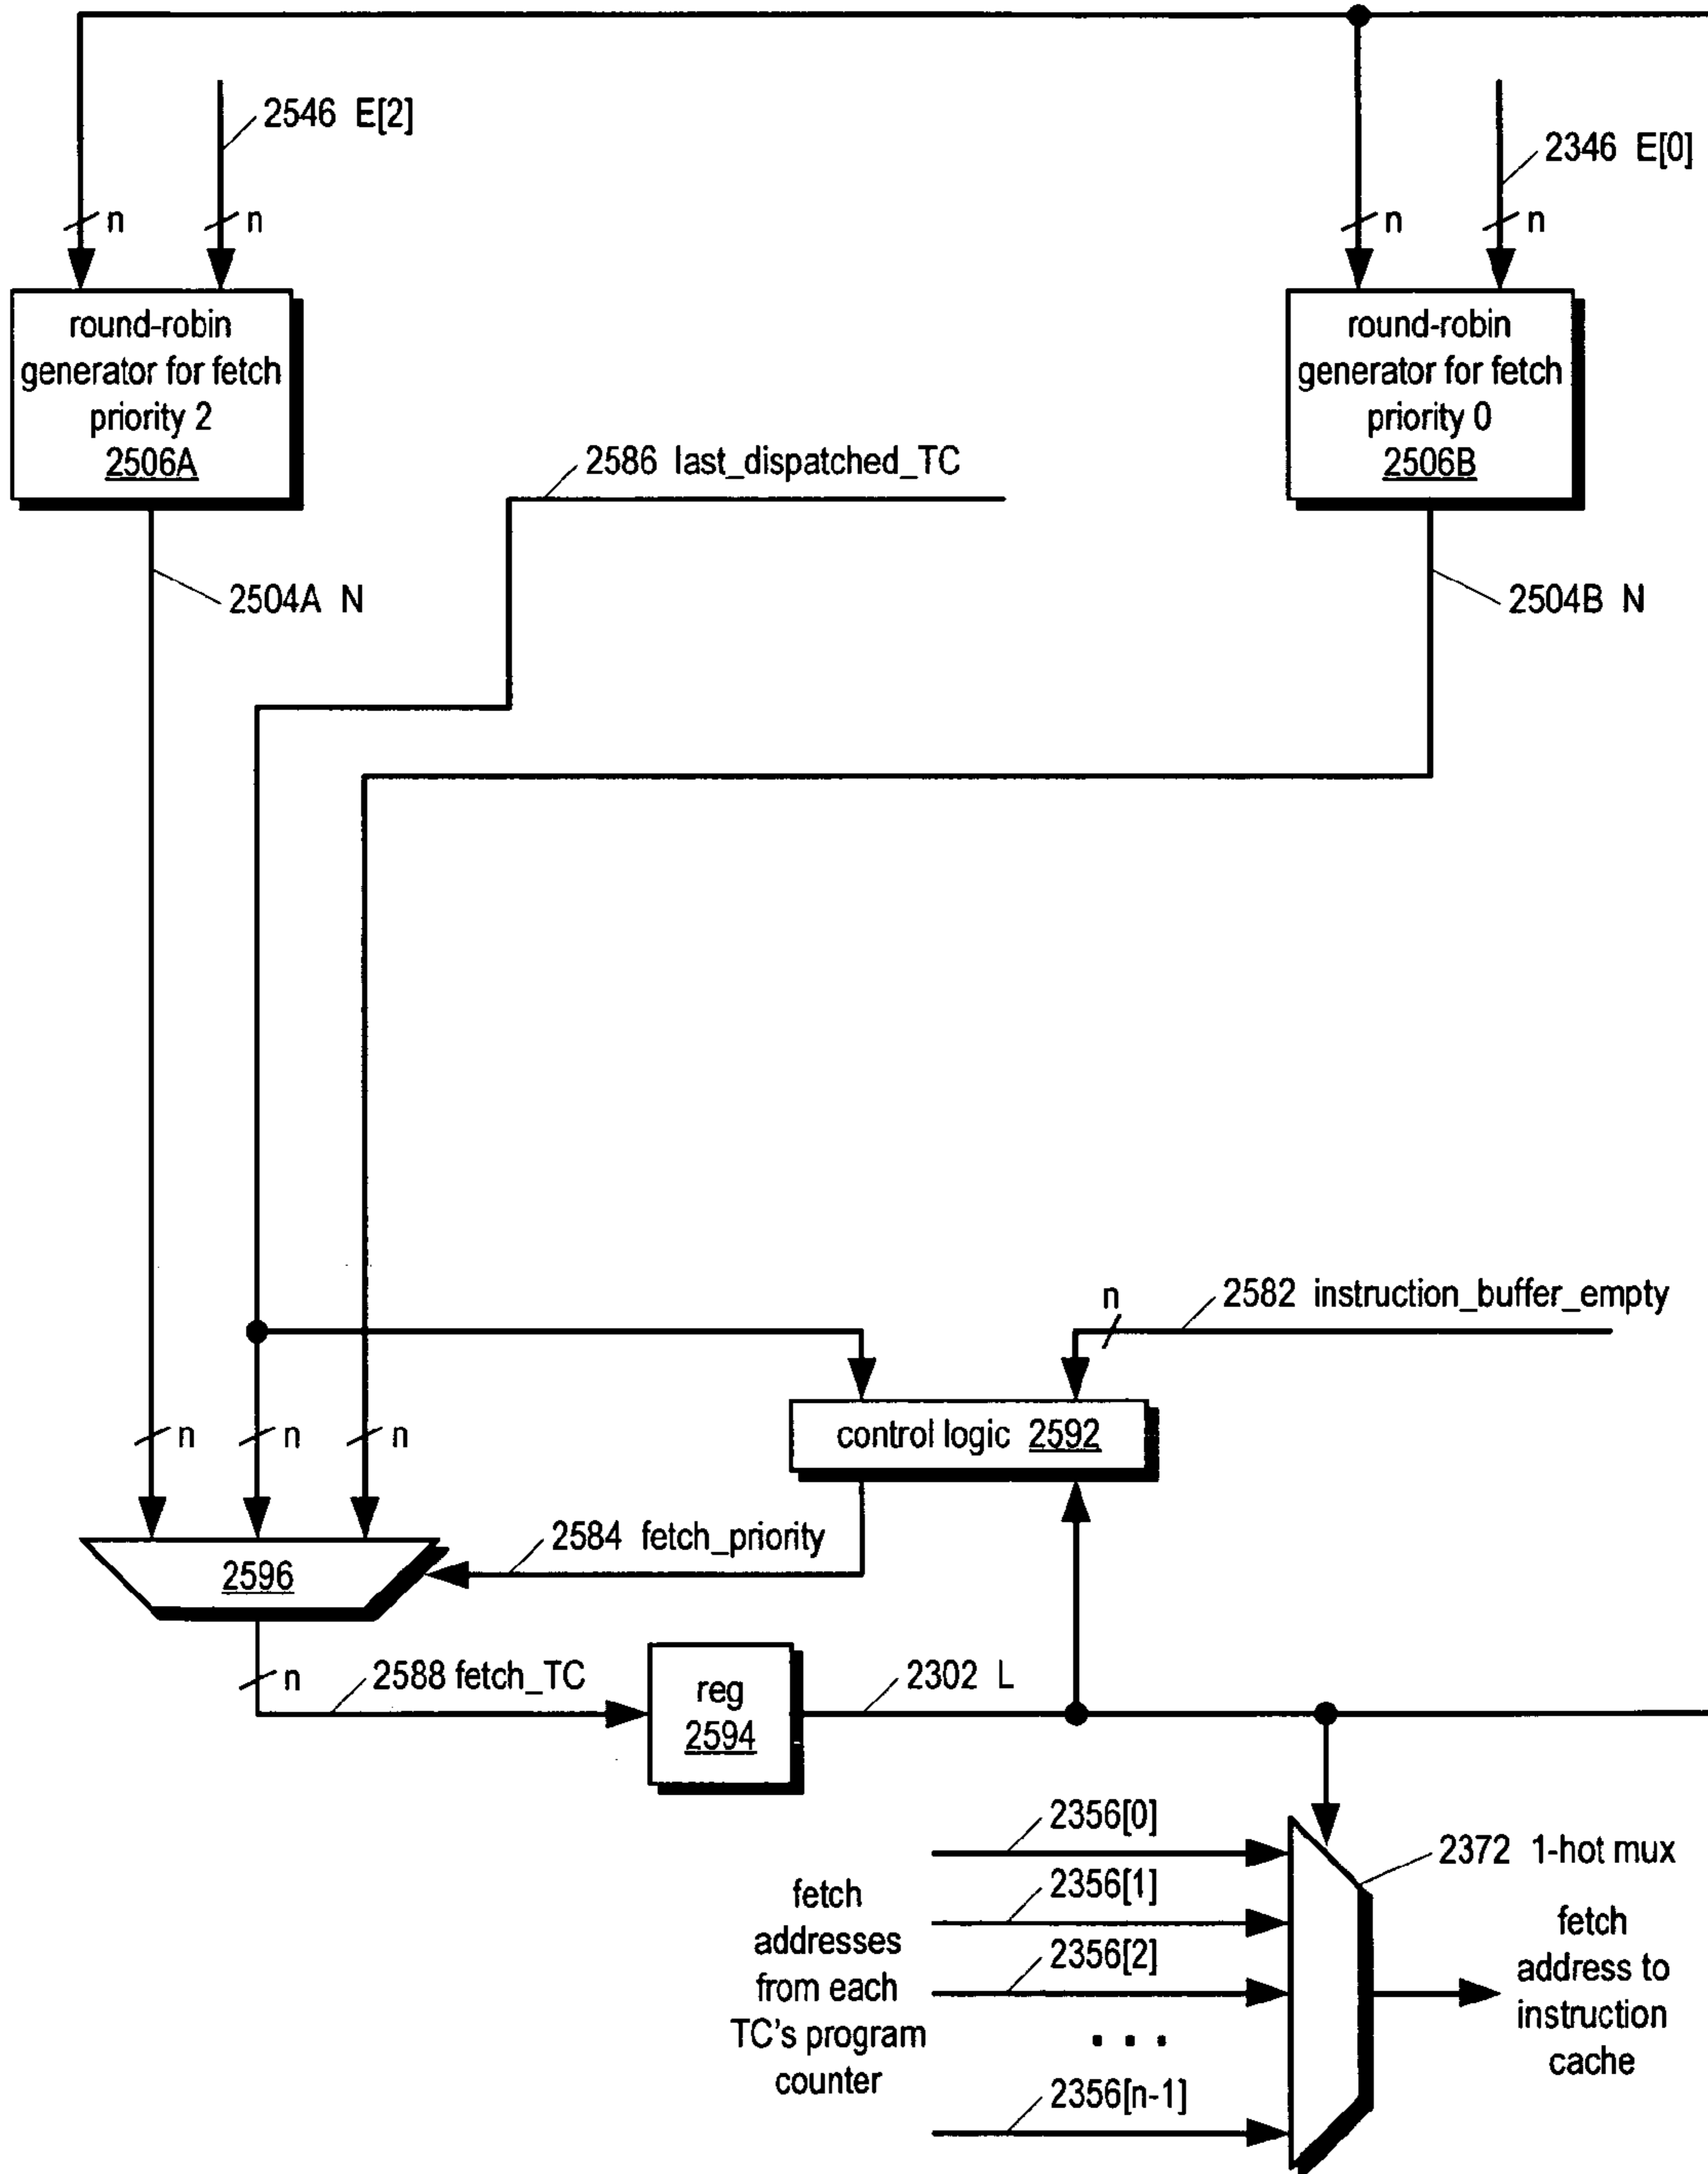 2546 E[2]
2346 E[0]
n
n
n
n
round-robin
generator for fetch
priority 2
2506A
round-robin
generator for fetch
priority 0
2506B
2586 last_dispatched_TC
2504A N
2504B N
n
2582 instruction_buffer_empty
n
n
n
control logic 2592
2584 fetch_priority
2596
n
2588 fetch_TC
reg
2594
2302 L
2356[0]
2356[1]
2356[2]
. . .
2356[n-1]
fetch
addresses
from each
TC's program
counter
2372 1-hot mux
fetch
address to
instruction
cache